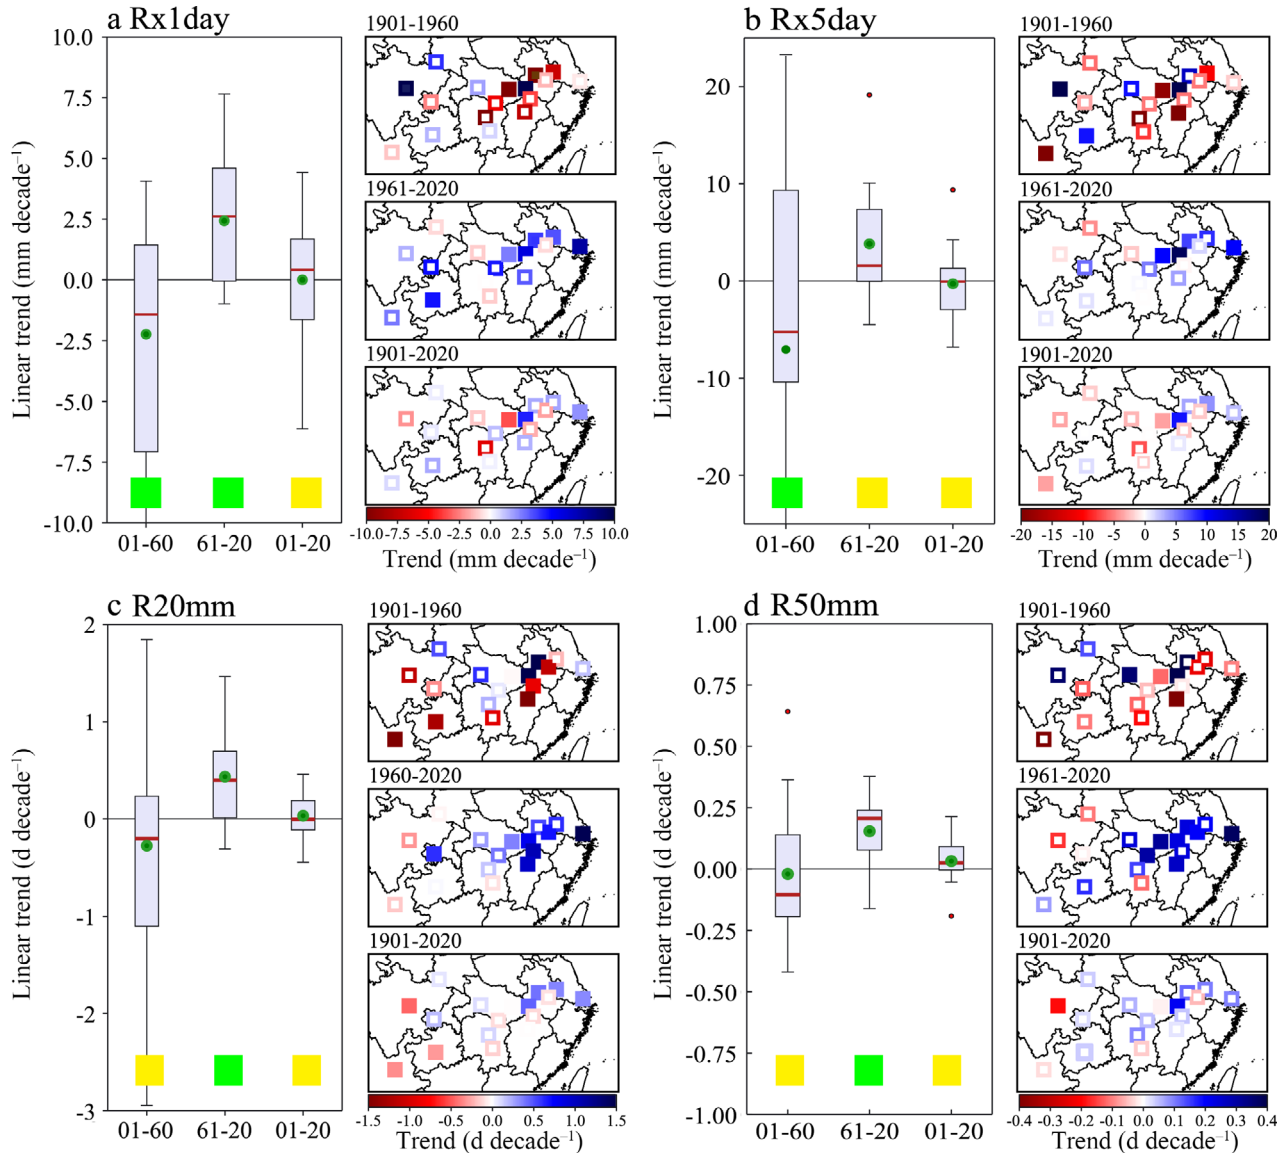 a Rx1day
Linear trend (mm decade⁻¹)
10.0
7.5
5.0
2.5
0.0
-2.5
-5.0
-7.5
-10.0
01-60 61-20 01-20
1901-1960
1961-2020
1901-2020
-10.0 -7.5 -5.0 -2.5 0.0 2.5 5.0 7.5 10.0
Trend (mm decade⁻¹)
b Rx5day
Linear trend (mm decade⁻¹)
20
10
0
-10
-20
01-60 61-20 01-20
1901-1960
1961-2020
1901-2020
-20 -15 -10 -5 0 5 10 15 20
Trend (mm decade⁻¹)
c R20mm
Linear trend (d decade⁻¹)
2
1
0
-1
-2
-3
01-60 61-20 01-20
1901-1960
1960-2020
1901-2020
-1.5 -1.0 -0.5 0.0 0.5 1.0 1.5
Trend (d decade⁻¹)
d R50mm
Linear trend (d decade⁻¹)
1.00
0.75
0.50
0.25
0.00
-0.25
-0.50
-0.75
-1.00
01-60 61-20 01-20
1901-1960
1961-2020
1901-2020
-0.4 -0.3 -0.2 -0.1 0.0 0.1 0.2 0.3 0.4
Trend (d decade⁻¹)